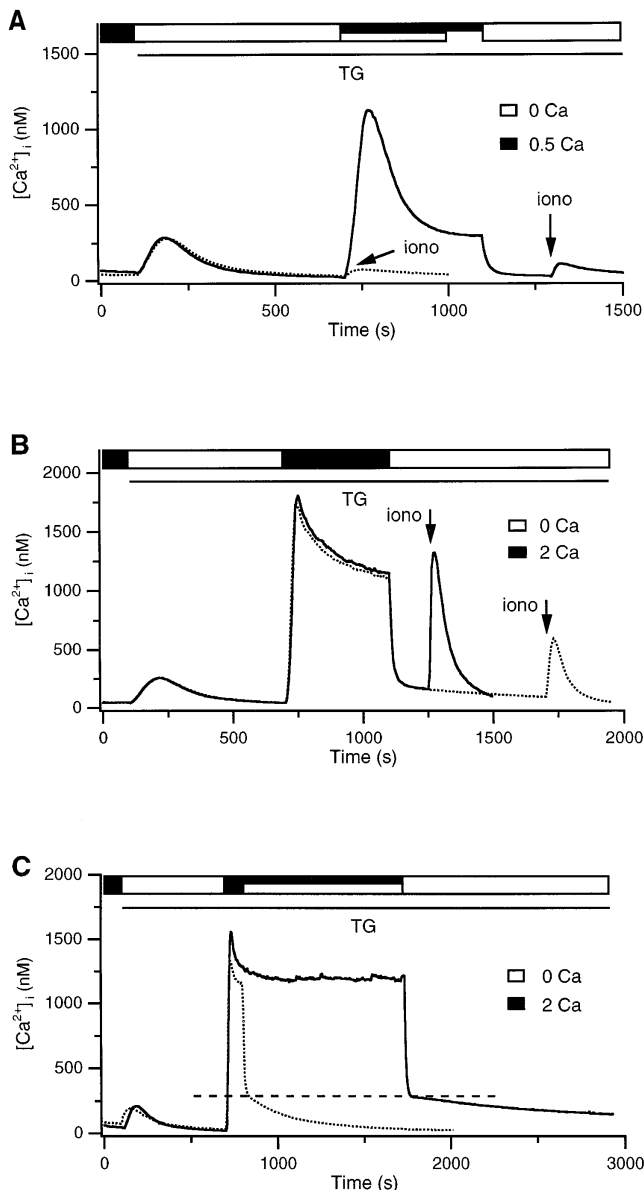 A
1500
1000
500
0
[Ca²⁺]ᵢ (nM)
TG
0 Ca
0.5 Ca
iono
iono
0
500
1000
1500
Time (s)
B
2000
1500
1000
500
0
[Ca²⁺]ᵢ (nM)
TG
iono
0 Ca
2 Ca
iono
0
500
1000
1500
2000
Time (s)
C
2000
1500
1000
500
0
[Ca²⁺]ᵢ (nM)
TG
0 Ca
2 Ca
0
1000
2000
3000
Time (s)